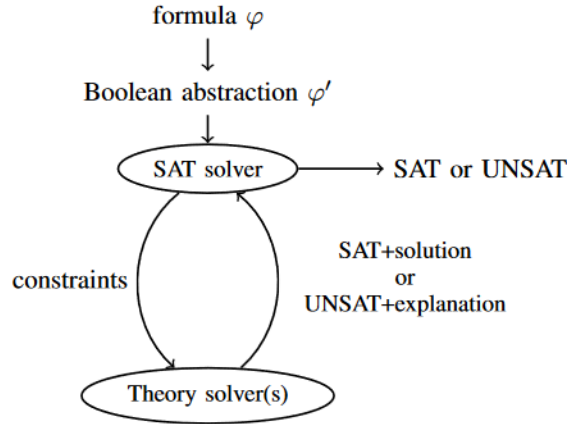 formula φ
Boolean abstraction φ′
SAT solver
SAT or UNSAT
constraints
SAT+solution
or
UNSAT+explanation
Theory solver(s)